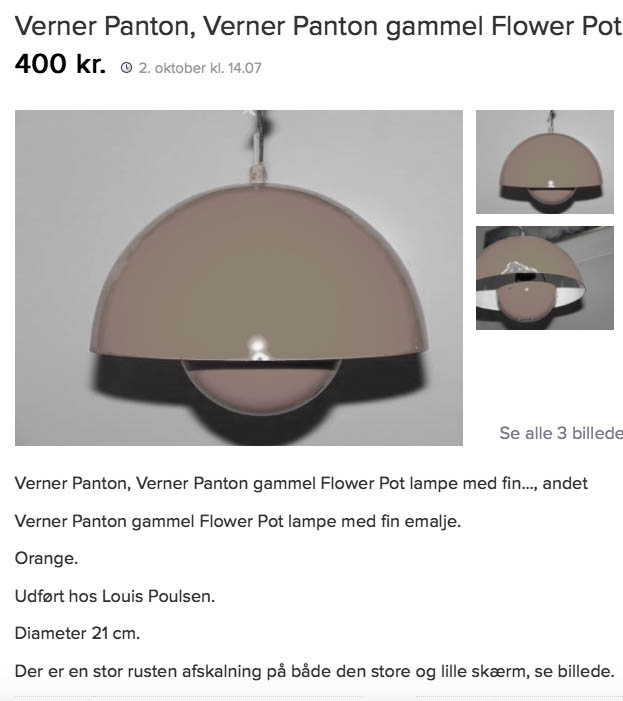 Verner Panton, Verner Panton gammel Flower Pot
400 kr. 2. oktober kl. 14.07
Se alle 3 billede
Verner Panton, Verner Panton gammel Flower Pot lampe med fin..., andet
Verner Panton gammel Flower Pot lampe med fin emalje.
Orange.
Udført hos Louis Poulsen.
Diameter 21 cm.
Der er en stor rusten afskalning på både den store og lille skærm, se billede.